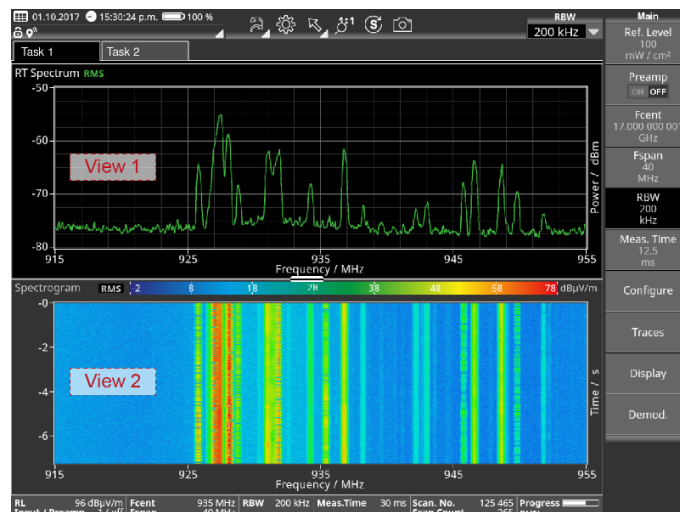 01.10.2017 15:30:24 p.m. 100 %
RBW
200 kHz
Main
Ref. Level
100
mW / cm²
Preamp
ON OFF
Fcent
17.000 000 001
GHz
Fspan
40
MHz
RBW
200
kHz
Meas. Time
12.5
ms
Configure
Traces
Display
Demod.
Task 1
Task 2
RT Spectrum RMS
-50
-60
-70
-80
View 1
Power / dBm
915 925 935 945 955
Frequency / MHz
Spectrogram RMS -2 8 18 28 38 48 58 78 dBµV/m
-0
-2
-4
-6
View 2
Time / s
915 925 935 945 955
Frequency / MHz
RL 96 dBµV/m Fcent 935 MHz RBW 200 kHz Meas.Time 30 ms Scan. No. 125 465 Progress